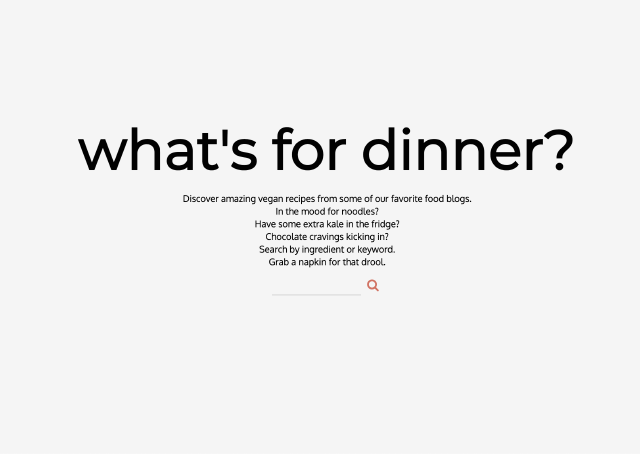 what's for dinner?
Discover amazing vegan recipes from some of our favorite food blogs.
In the mood for noodles?
Have some extra kale in the fridge?
Chocolate cravings kicking in?
Search by ingredient or keyword.
Grab a napkin for that drool.